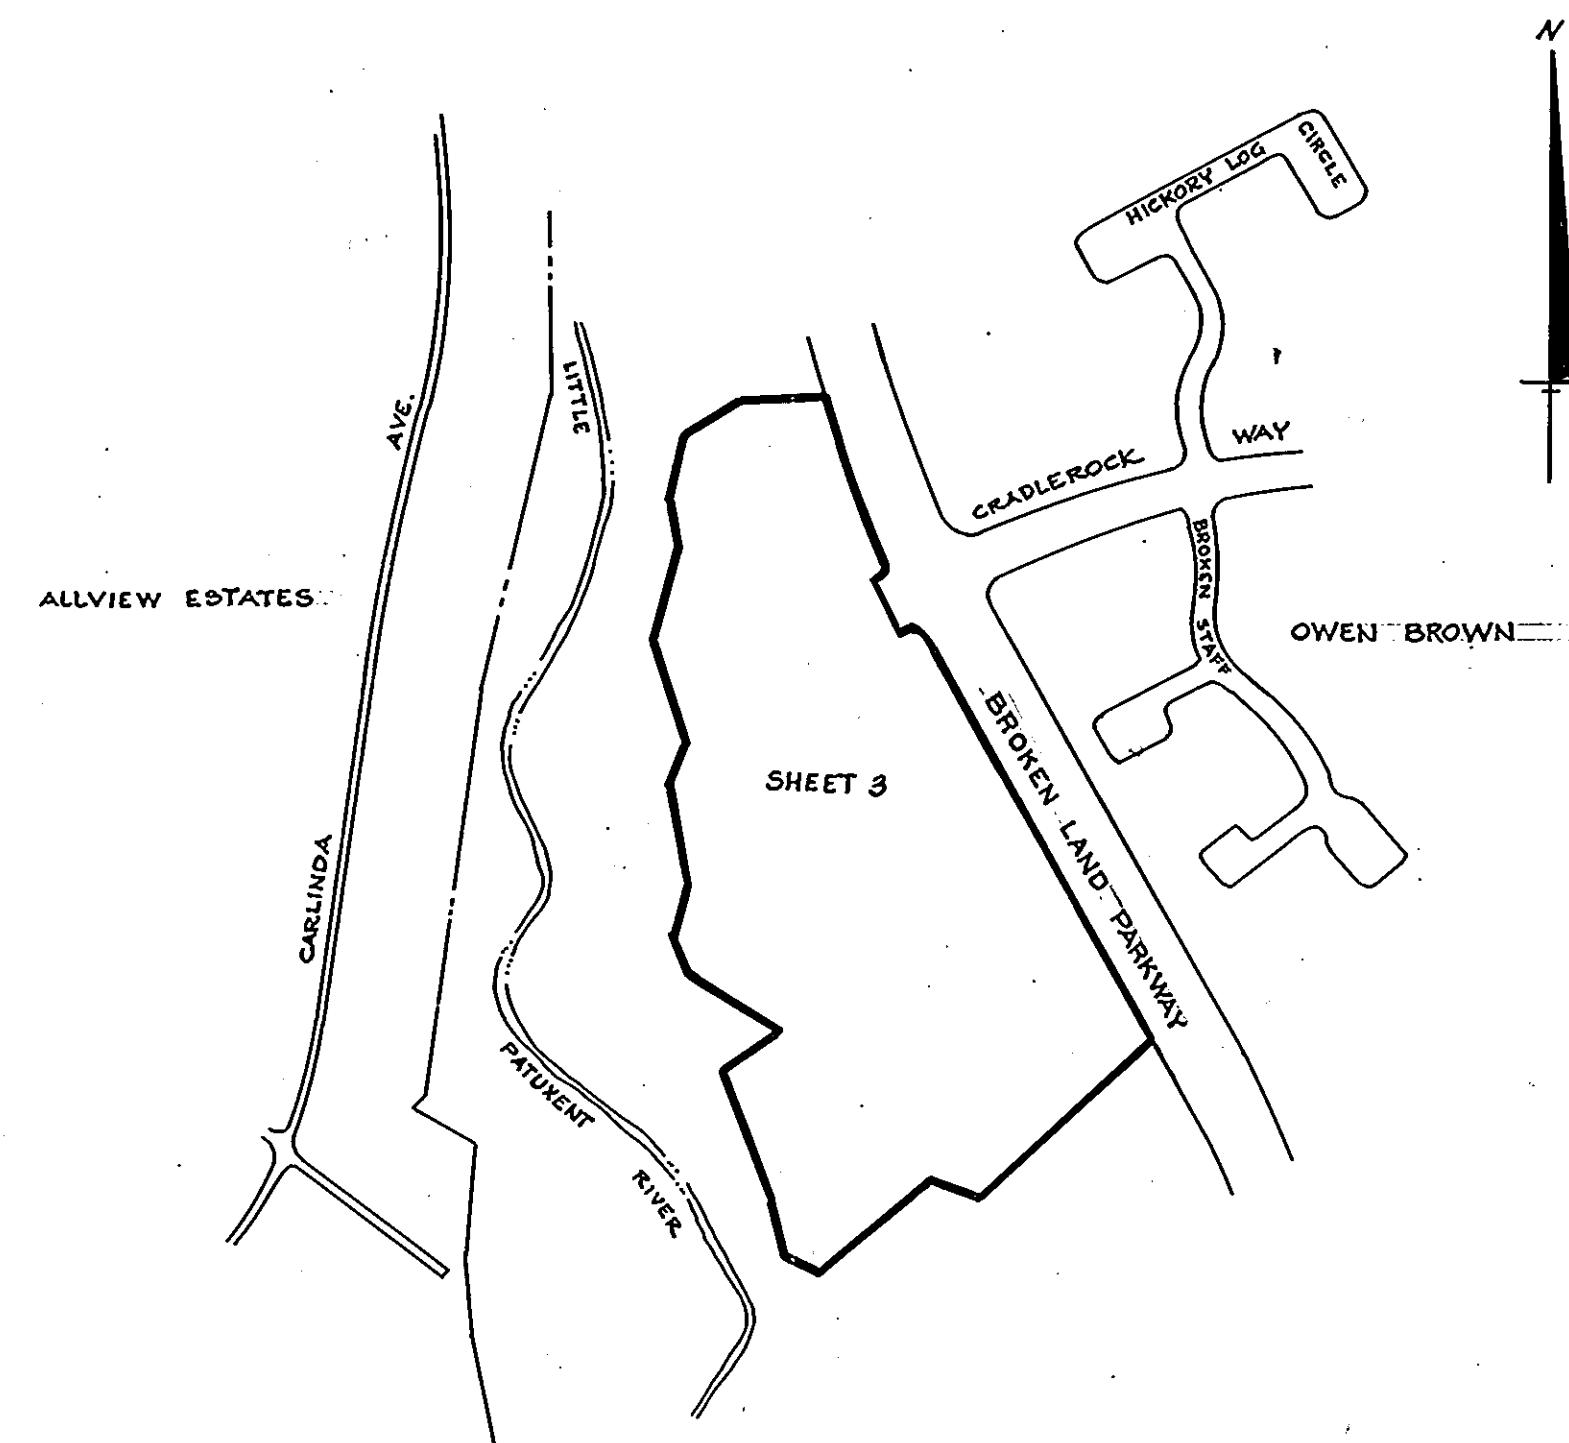 N
HICKORY LOG CIRCLE
LITTLE
AVE.
WAY
CRADLEROCK
BROKEN STAFF
ALLVIEW ESTATES
OWEN BROWN
SHEET 3
BROKEN LAND PARKWAY
CARLINDA
PATUXENT
RIVER